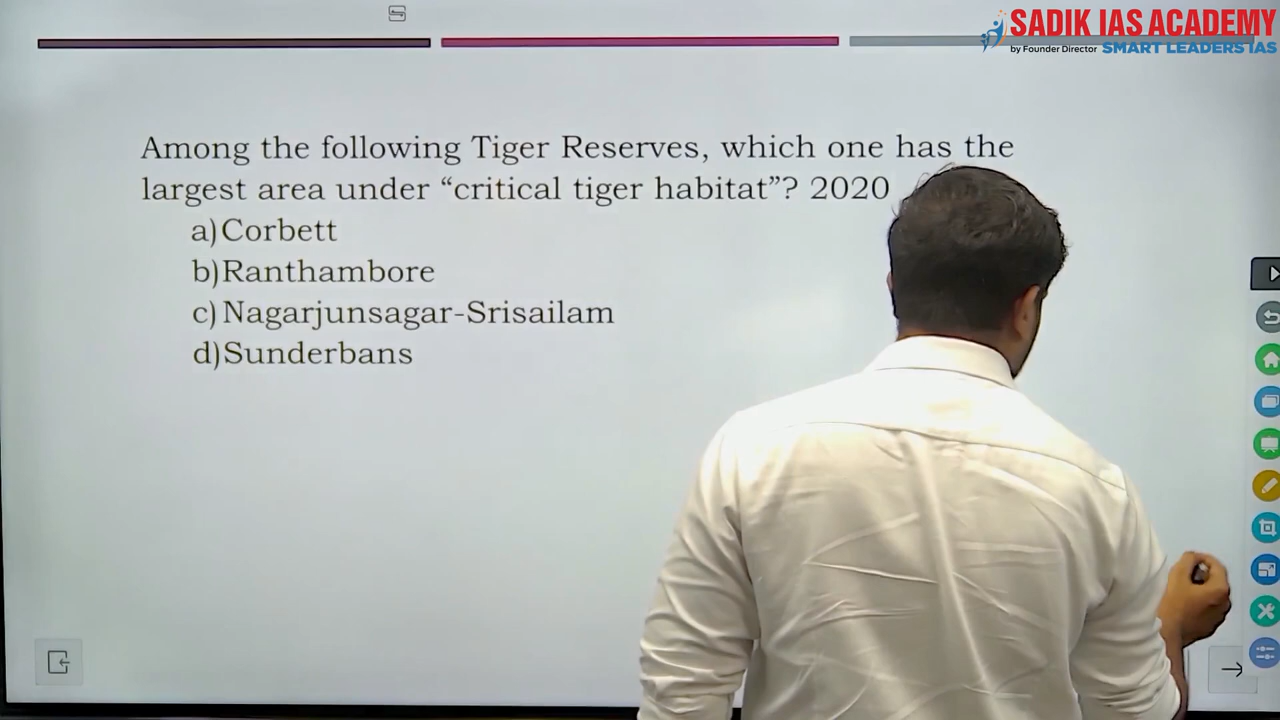 SADIK IAS ACADEMY
by Founder Director SMART LEADERS IAS
Among the following Tiger Reserves, which one has the
largest area under “critical tiger habitat”? 2020
a) Corbett
b) Ranthambore
c) Nagarjunsagar-Srisailam
d) Sunderbans